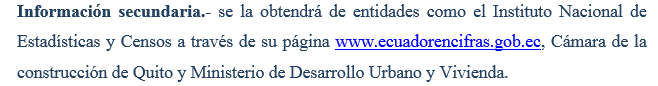 Información secundaria.- se la obtendrá de entidades como el Instituto Nacional de
Estadísticas y Censos a través de su página www.ecuadorencifras.gob.ec, Cámara de la
construcción de Quito y Ministerio de Desarrollo Urbano y Vivienda.